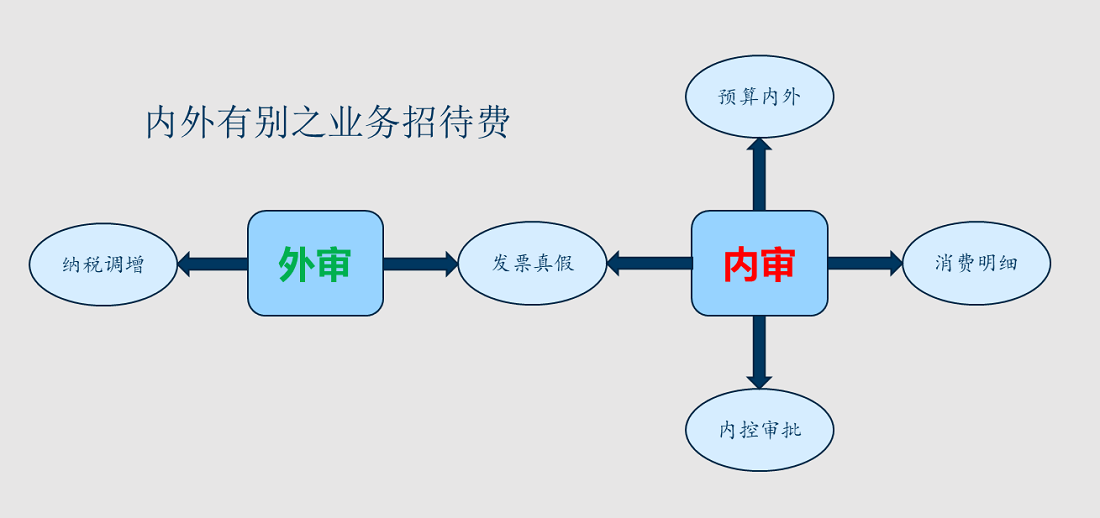 预算内外
内外有别之业务招待费
纳税调增
外审
发票真假
内审
消费明细
内控审批